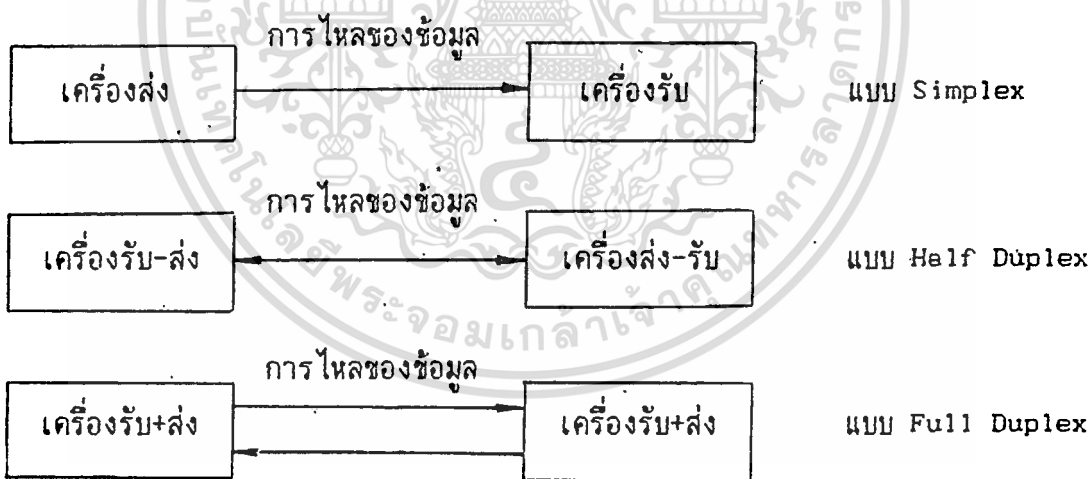 การไหลของข้อมูล
เครื่องส่ง เครื่องรับ แบบ Simplex
การไหลของข้อมูล
เครื่องรับ-ส่ง เครื่องส่ง-รับ แบบ Half Duplex
การไหลของข้อมูล
เครื่องรับ+ส่ง เครื่องรับ+ส่ง แบบ Full Duplex